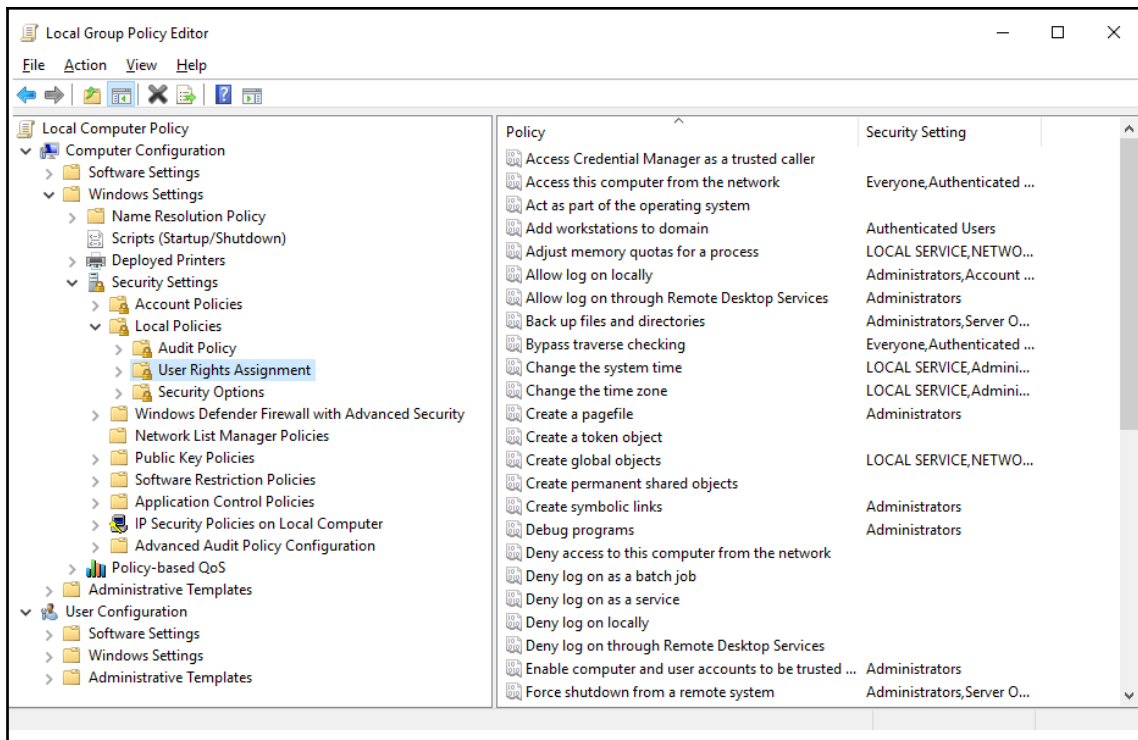 Local Group Policy Editor
File Action View Help
Local Computer Policy
Computer Configuration
Software Settings
Windows Settings
Name Resolution Policy
Scripts (Startup/Shutdown)
Deployed Printers
Security Settings
Account Policies
Local Policies
Audit Policy
User Rights Assignment
Security Options
Windows Defender Firewall with Advanced Security
Network List Manager Policies
Public Key Policies
Software Restriction Policies
Application Control Policies
IP Security Policies on Local Computer
Advanced Audit Policy Configuration
Policy-based QoS
Administrative Templates
User Configuration
Software Settings
Windows Settings
Administrative Templates
Policy Security Setting
Access Credential Manager as a trusted caller
Access this computer from the network Everyone,Authenticated ...
Act as part of the operating system
Add workstations to domain Authenticated Users
Adjust memory quotas for a process LOCAL SERVICE,NETWO...
Allow log on locally Administrators,Account ...
Allow log on through Remote Desktop Services Administrators
Back up files and directories Administrators,Server O...
Bypass traverse checking Everyone,Authenticated ...
Change the system time LOCAL SERVICE,Admini...
Change the time zone LOCAL SERVICE,Admini...
Create a pagefile Administrators
Create a token object
Create global objects LOCAL SERVICE,NETWO...
Create permanent shared objects
Create symbolic links Administrators
Debug programs Administrators
Deny access to this computer from the network
Deny log on as a batch job
Deny log on as a service
Deny log on locally
Deny log on through Remote Desktop Services
Enable computer and user accounts to be trusted ... Administrators
Force shutdown from a remote system Administrators,Server O...